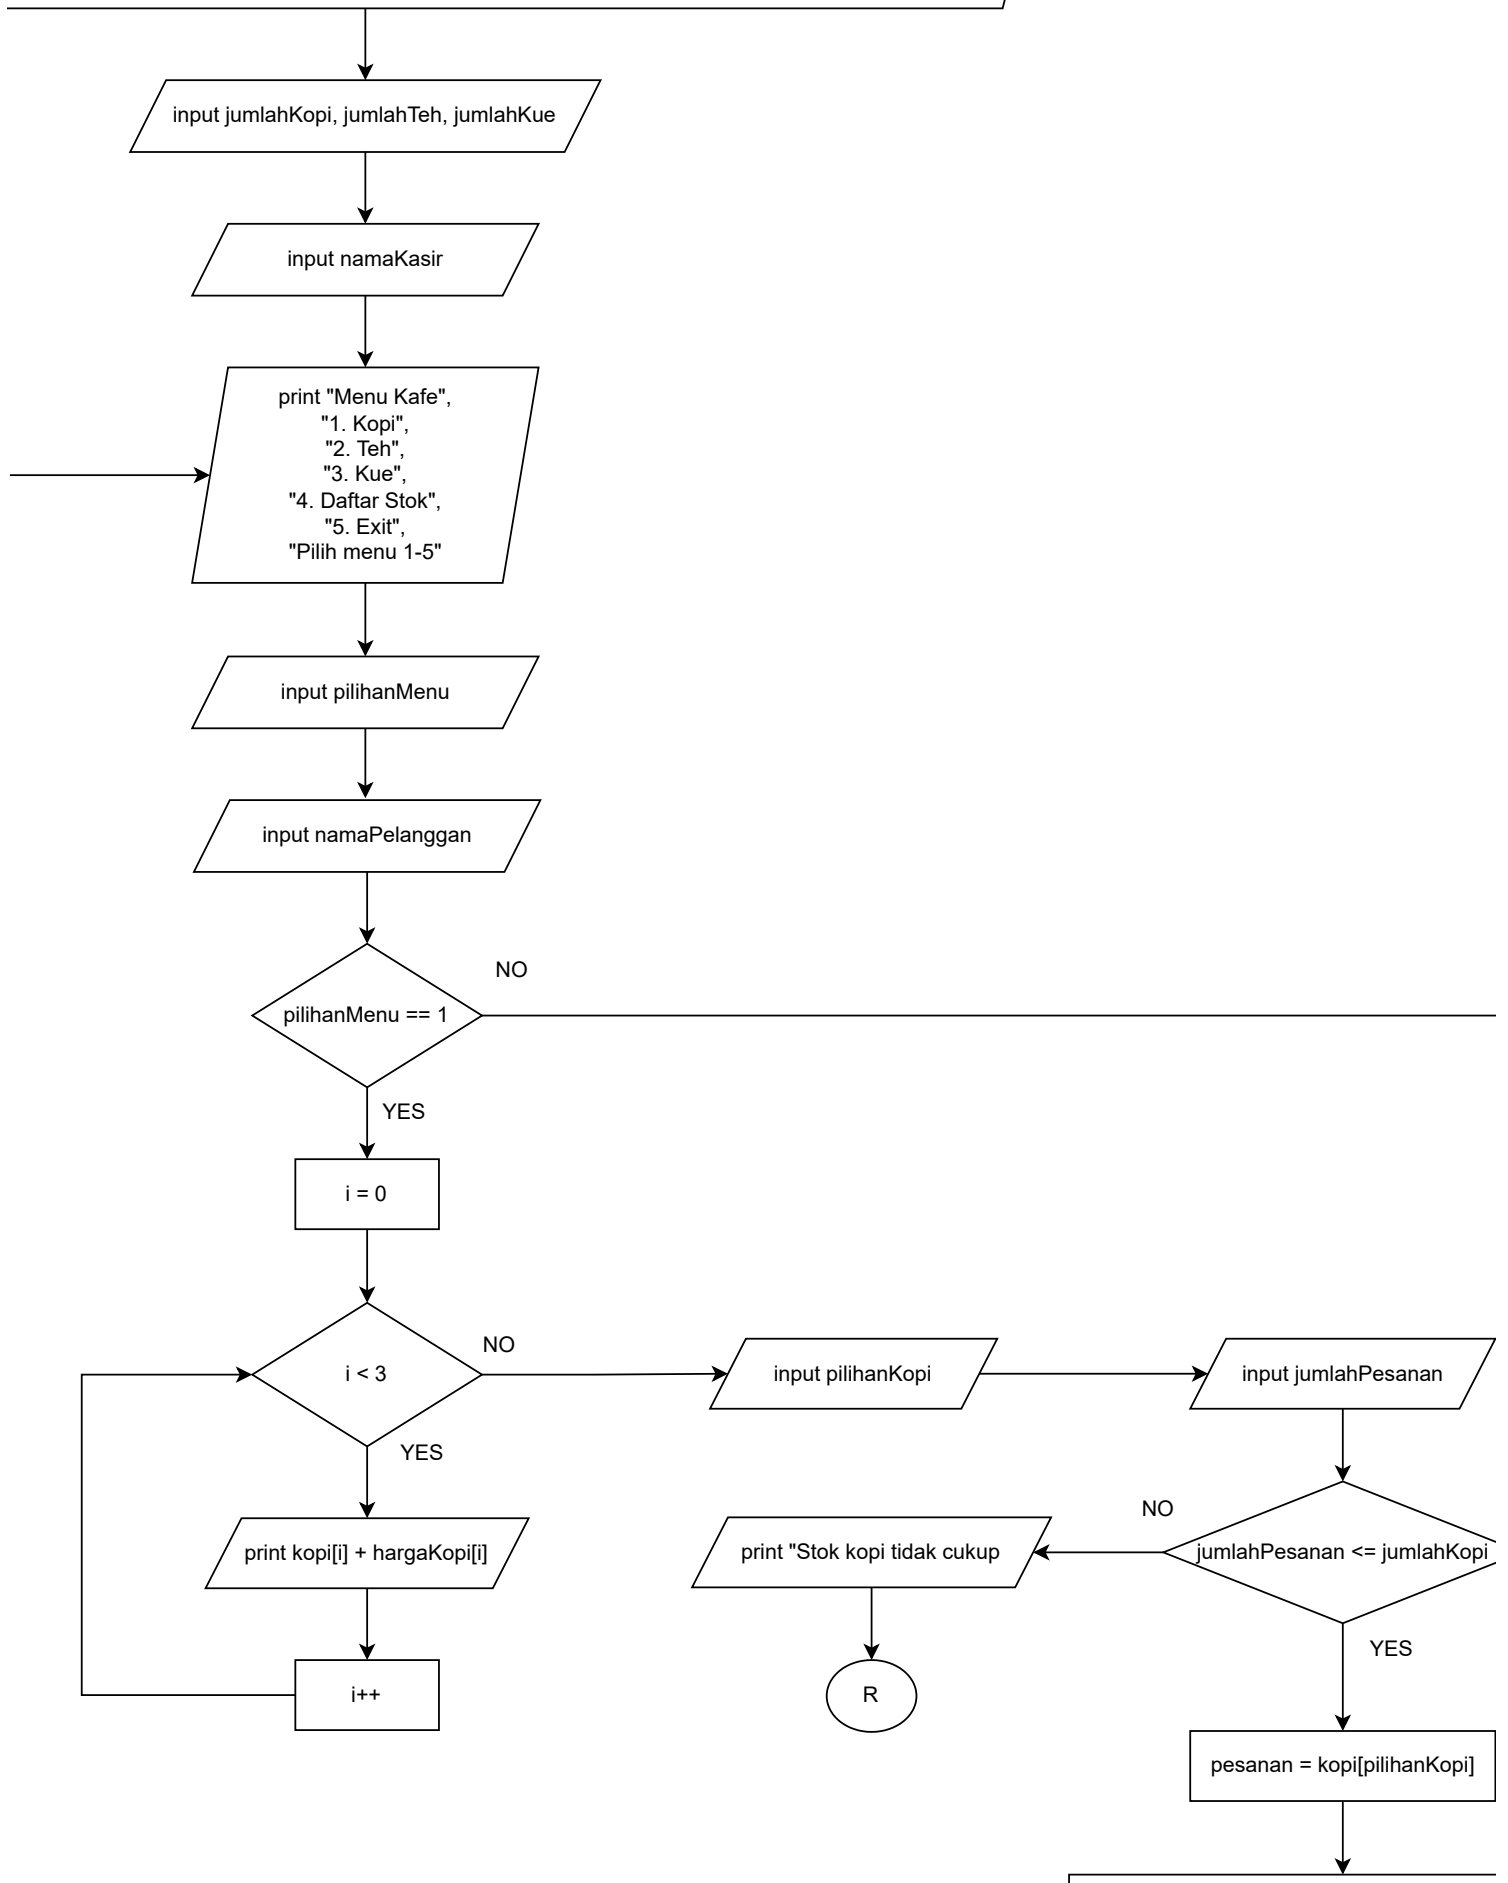 input jumlahKopi, jumlahTeh, jumlahKue
input namaKasir
print "Menu Kafe",
"1. Kopi",
"2. Teh",
"3. Kue",
"4. Daftar Stok",
"5. Exit",
"Pilih menu 1-5"
input pilihanMenu
input namaPelanggan
NO
pilihanMenu == 1
YES
i = 0
NO
i < 3
input pilihanKopi
input jumlahPesanan
YES
NO
print kopi[i] + hargaKopi[i]
print "Stok kopi tidak cukup
jumlahPesanan <= jumlahKopi
YES
i++
R
pesanan = kopi[pilihanKopi]